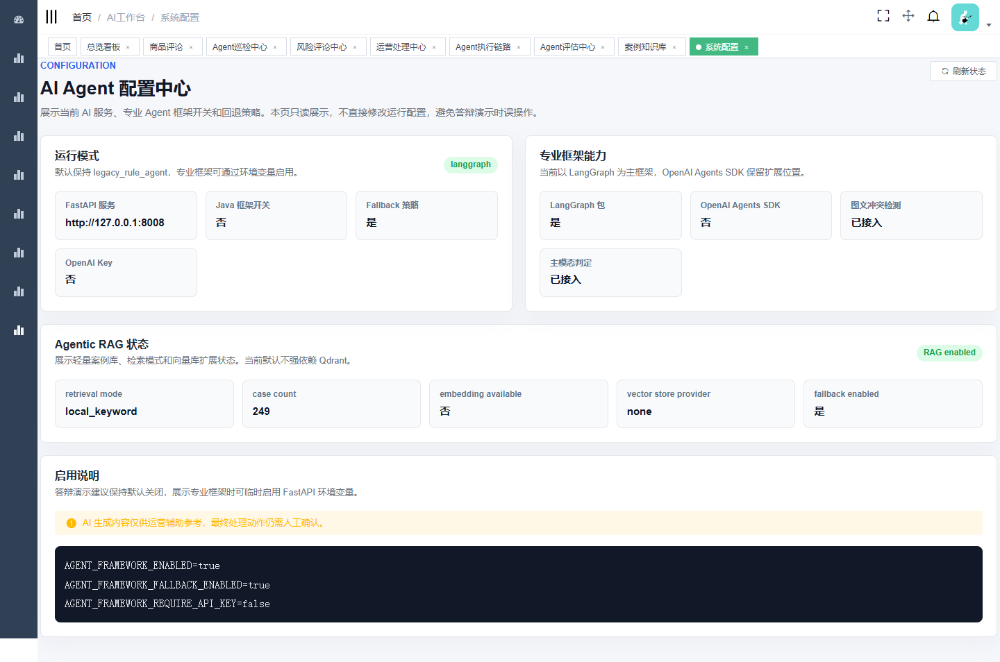 首页 / AI工作台 / 系统配置
首页 总览看板 × 商品评论 × Agent巡检中心 × 风险评论中心 × 运营处理中心 × Agent执行链路 × Agent评估中心 × 案例知识库 × 系统配置 ×
CONFIGURATION
刷新状态
AI Agent 配置中心
展示当前 AI 服务、专业 Agent 框架开关和回退策略。本页只读展示，不直接修改运行配置，避免答辩演示时误操作。
运行模式
默认保持 legacy_rule_agent，专业框架可通过环境变量启用。
langgraph
FastAPI 服务
http://127.0.0.1:8008
Java 框架开关
否
Fallback 策略
是
OpenAI Key
否
专业框架能力
当前以 LangGraph 为主框架，OpenAI Agents SDK 保留扩展位置。
LangGraph 包
是
OpenAI Agents SDK
否
图文冲突检测
已接入
主模态判定
已接入
Agentic RAG 状态
展示轻量案例库、检索模式和向量库扩展状态。当前默认不强依赖 Qdrant。
RAG enabled
retrieval mode
local_keyword
case count
249
embedding available
否
vector store provider
none
fallback enabled
是
启用说明
答辩演示建议保持默认关闭，展示专业框架时可临时启用 FastAPI 环境变量。
AI 生成内容仅供运营辅助参考，最终处理动作仍需人工确认。
AGENT_FRAMEWORK_ENABLED=true
AGENT_FRAMEWORK_FALLBACK_ENABLED=true
AGENT_FRAMEWORK_REQUIRE_API_KEY=false